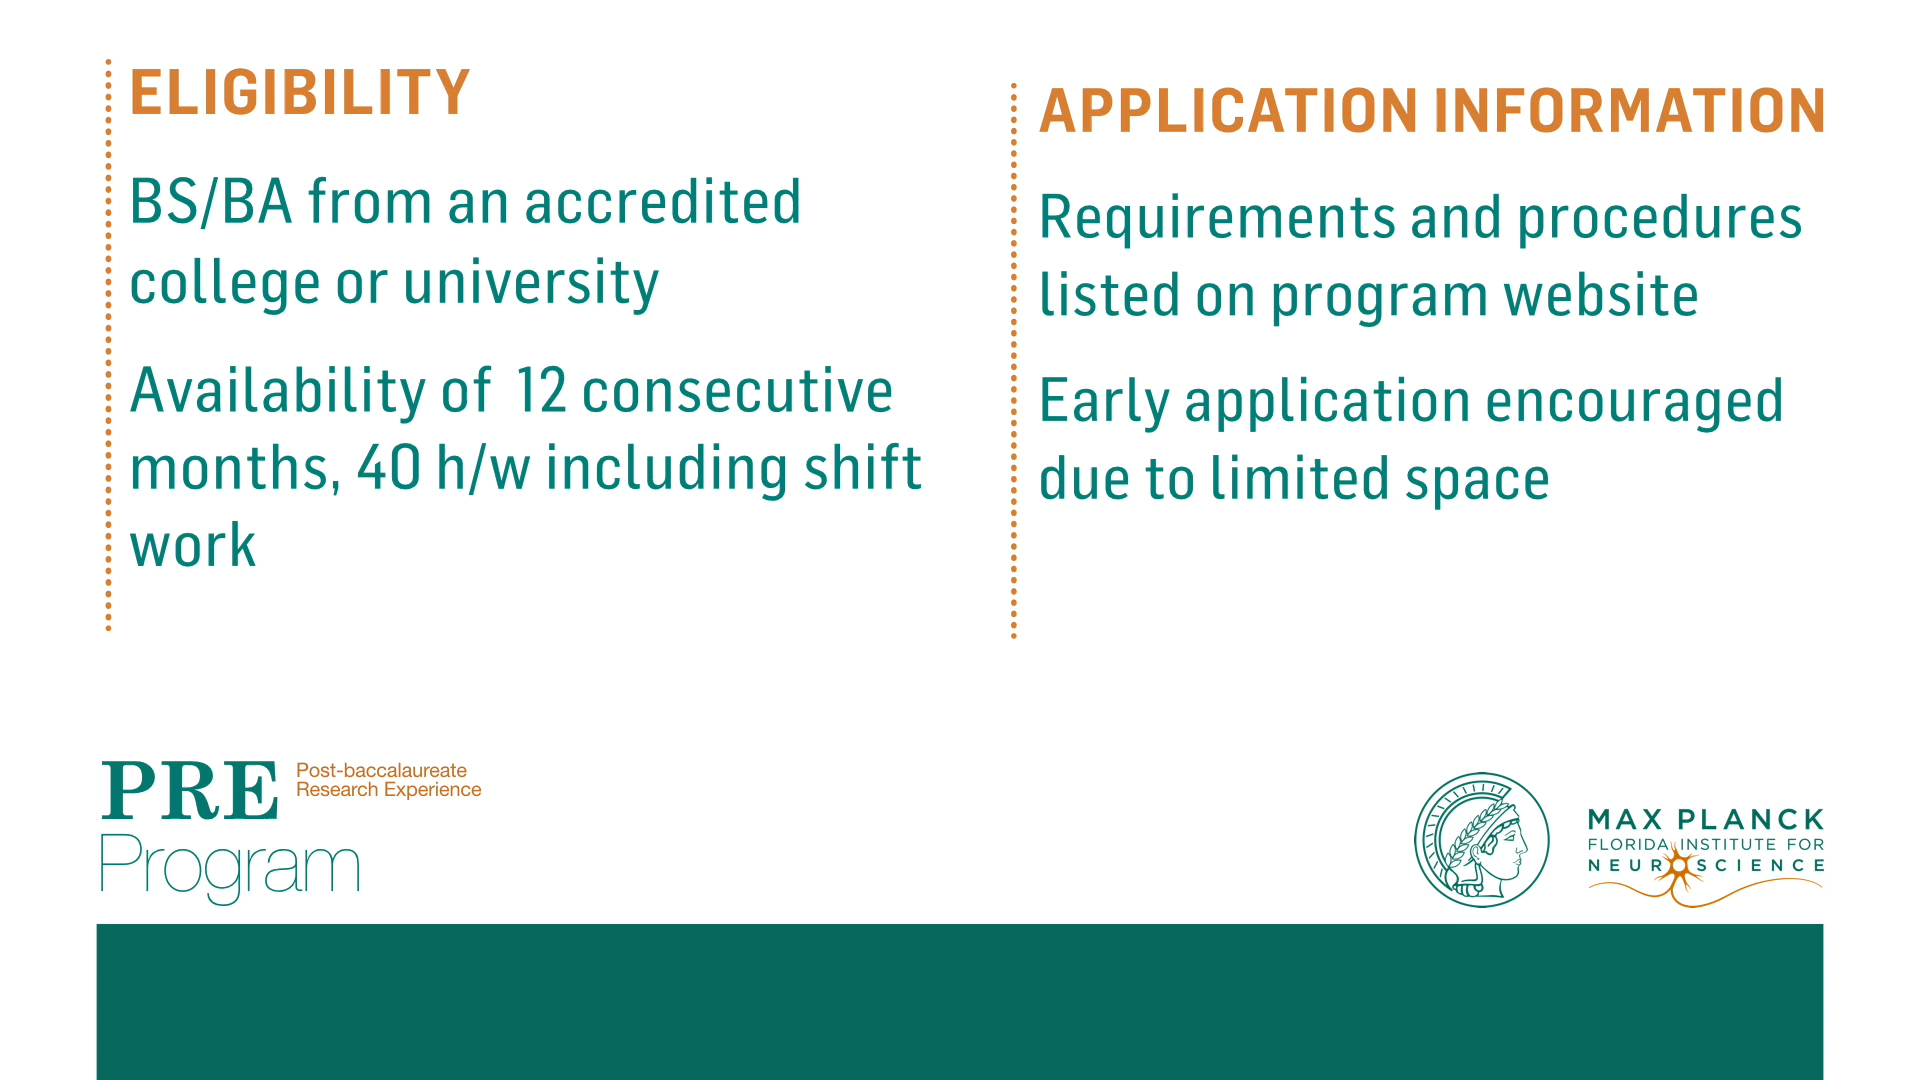 ELIGIBILITY
BS/BA from an accredited
college or university
Availability of  12 consecutive
months, 40 h/w including shift
work
APPLICATION INFORMATION
Requirements and procedures
listed on program website
Early application encouraged
due to limited space
PRE
Post-baccalaureate
Research Experience
Program
MAX PLANCK
FLORIDA INSTITUTE FOR
NEUROSCIENCE